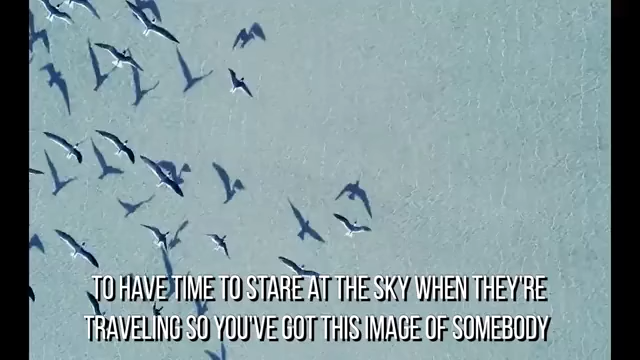 TO HAVE TIME TO STARE AT THE SKY WHEN THEY'RE
TRAVELING SO YOU'VE GOT THIS IMAGE OF SOMEBODY